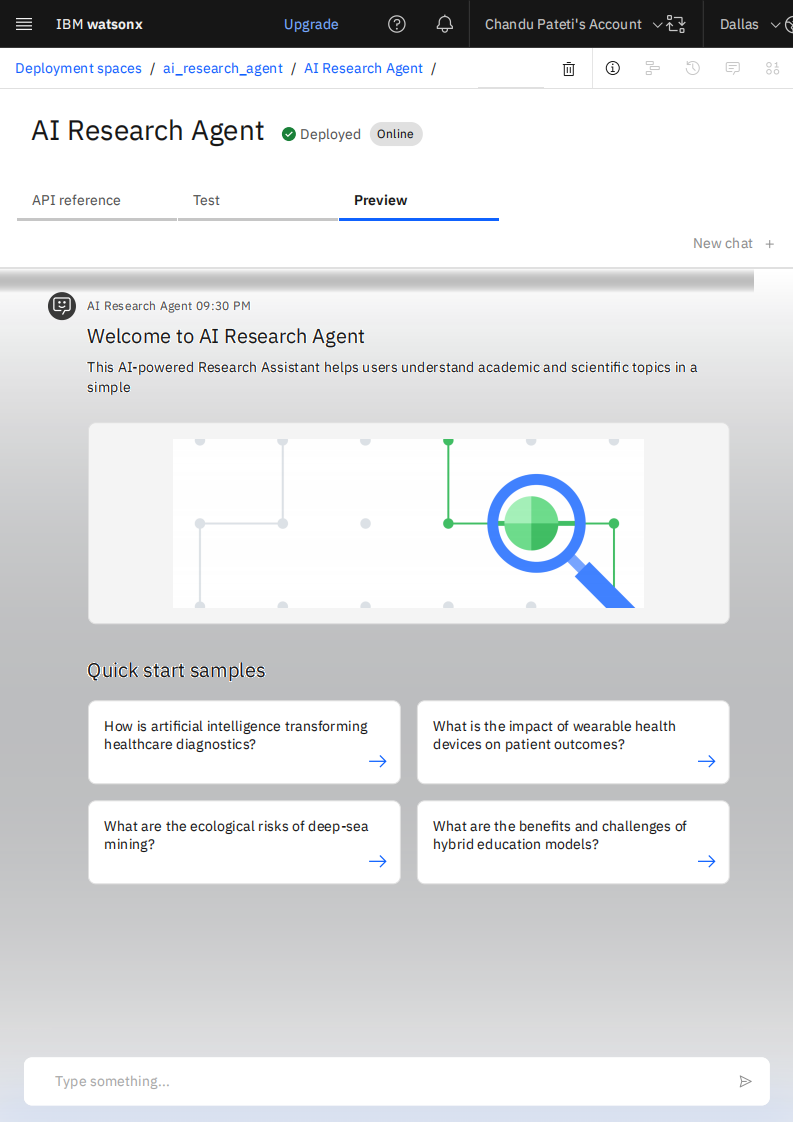 IBM watsonx Upgrade Chandu Pateti's Account Dallas
Deployment spaces / ai_research_agent / AI Research Agent /
AI Research Agent Deployed Online
API reference Test Preview
New chat +
AI Research Agent 09:30 PM
Welcome to AI Research Agent
This AI-powered Research Assistant helps users understand academic and scientific topics in a
simple
Quick start samples
How is artificial intelligence transforming
healthcare diagnostics?
What is the impact of wearable health
devices on patient outcomes?
What are the ecological risks of deep-sea
mining?
What are the benefits and challenges of
hybrid education models?
Type something...